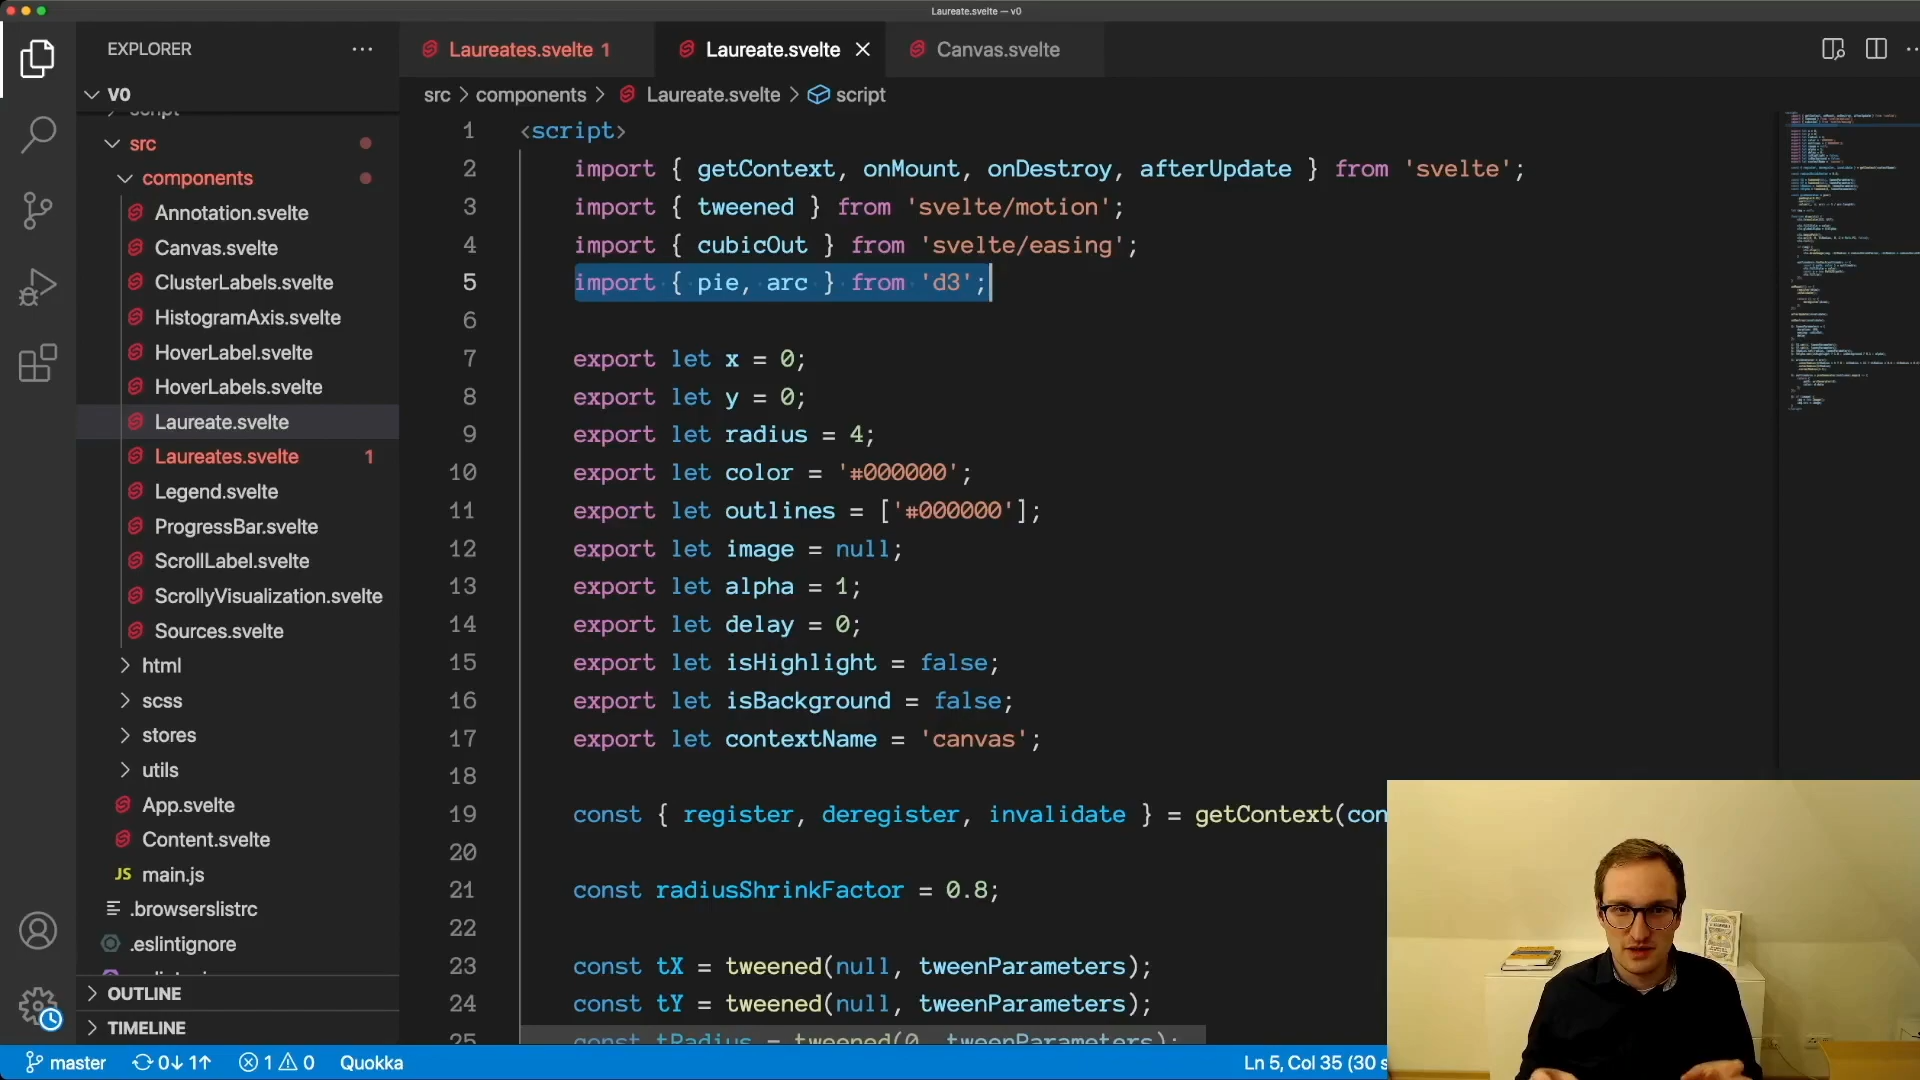 Laureate.svelte — v0
EXPLORER
V0
src
components
Annotation.svelte
Canvas.svelte
ClusterLabels.svelte
HistogramAxis.svelte
HoverLabel.svelte
HoverLabels.svelte
Laureate.svelte
Laureates.svelte 1
Legend.svelte
ProgressBar.svelte
ScrollLabel.svelte
ScrollyVisualization.svelte
Sources.svelte
html
scss
stores
utils
App.svelte
Content.svelte
JS main.js
.browserslistrc
.eslintignore
OUTLINE
TIMELINE
Laureates.svelte 1
Laureate.svelte
Canvas.svelte
src > components > Laureate.svelte > script
1 <script>
2 import { getContext, onMount, onDestroy, afterUpdate } from 'svelte';
3 import { tweened } from 'svelte/motion';
4 import { cubicOut } from 'svelte/easing';
5 import { pie, arc } from 'd3';
6
7 export let x = 0;
8 export let y = 0;
9 export let radius = 4;
10 export let color = '#000000';
11 export let outlines = ['#000000'];
12 export let image = null;
13 export let alpha = 1;
14 export let delay = 0;
15 export let isHighlight = false;
16 export let isBackground = false;
17 export let contextName = 'canvas';
18
19 const { register, deregister, invalidate } = getContext(con
20
21 const radiusShrinkFactor = 0.8;
22
23 const tX = tweened(null, tweenParameters);
24 const tY = tweened(null, tweenParameters);
25 const tRadius = tweened(0, tweenParameters);
master 0↓ 1↑ 1 0 Quokka
Ln 5, Col 35 (30 s